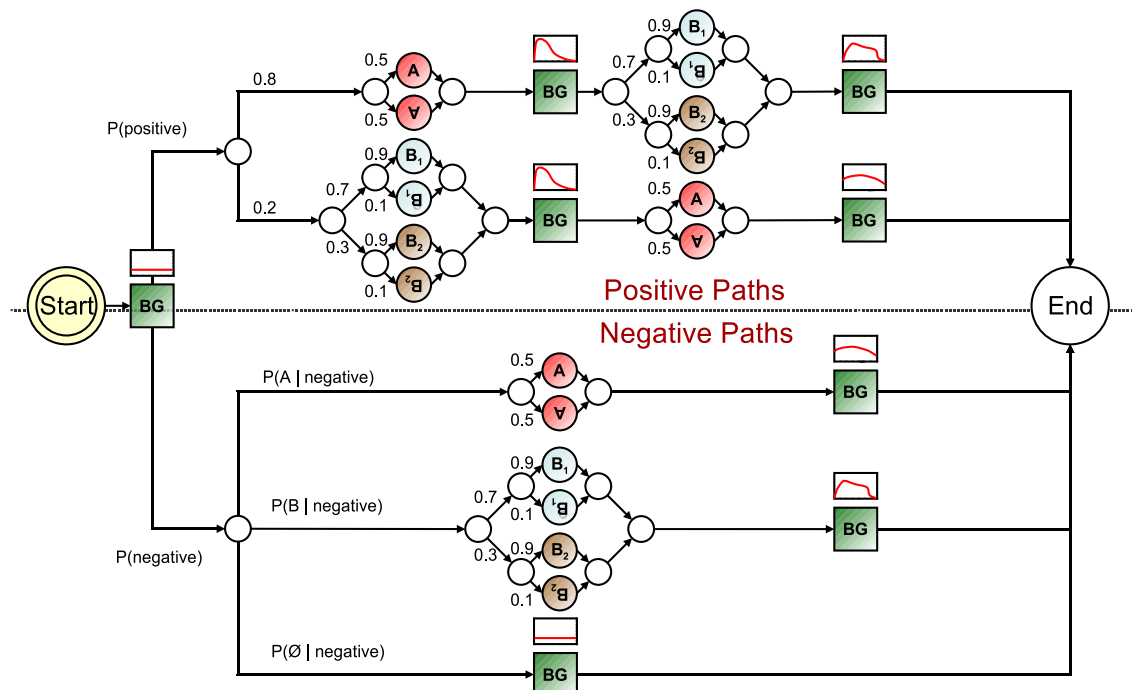 0.8
0.5
A
0.5
A
BG
0.7
0.3
0.9
B₁
0.1
B₁
0.9
B₂
0.1
B₂
BG
P(positive)
0.2
0.7
0.3
0.9
B₁
0.1
B₁
0.9
B₂
0.1
B₂
BG
0.5
A
0.5
A
BG
Start
BG
Positive Paths
Negative Paths
End
P(A | negative)
0.5
A
0.5
A
BG
P(B | negative)
0.7
0.3
0.9
B₁
0.1
B₁
0.9
B₂
0.1
B₂
BG
P(negative)
P(Ø | negative)
BG